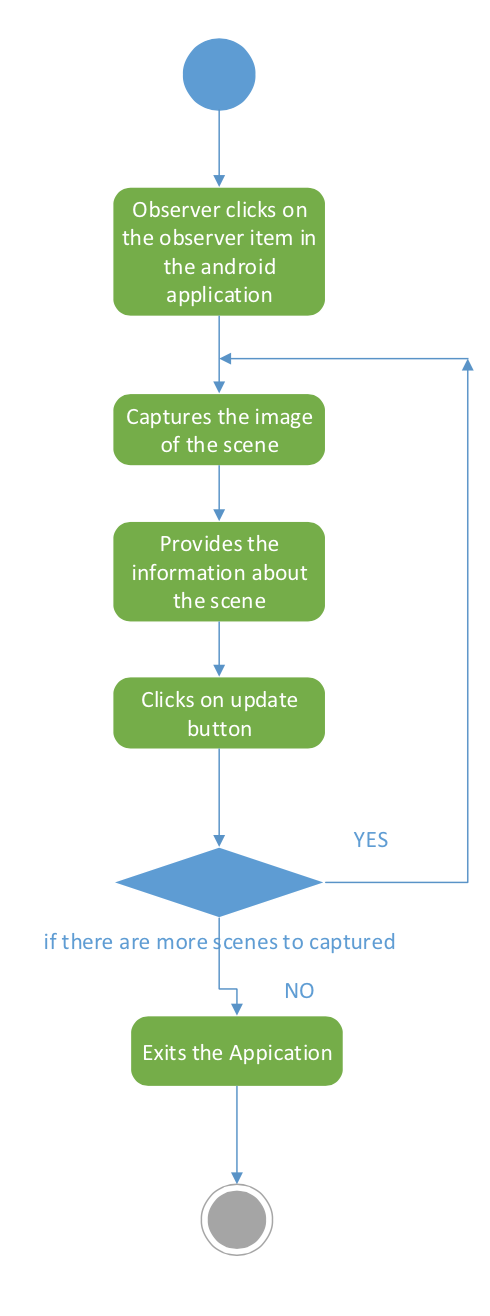 Observer clicks on
the observer item in
the android
application
Captures the image
of the scene
Provides the
information about
the scene
Clicks on update
button
YES
if there are more scenes to captured
NO
Exits the Appication